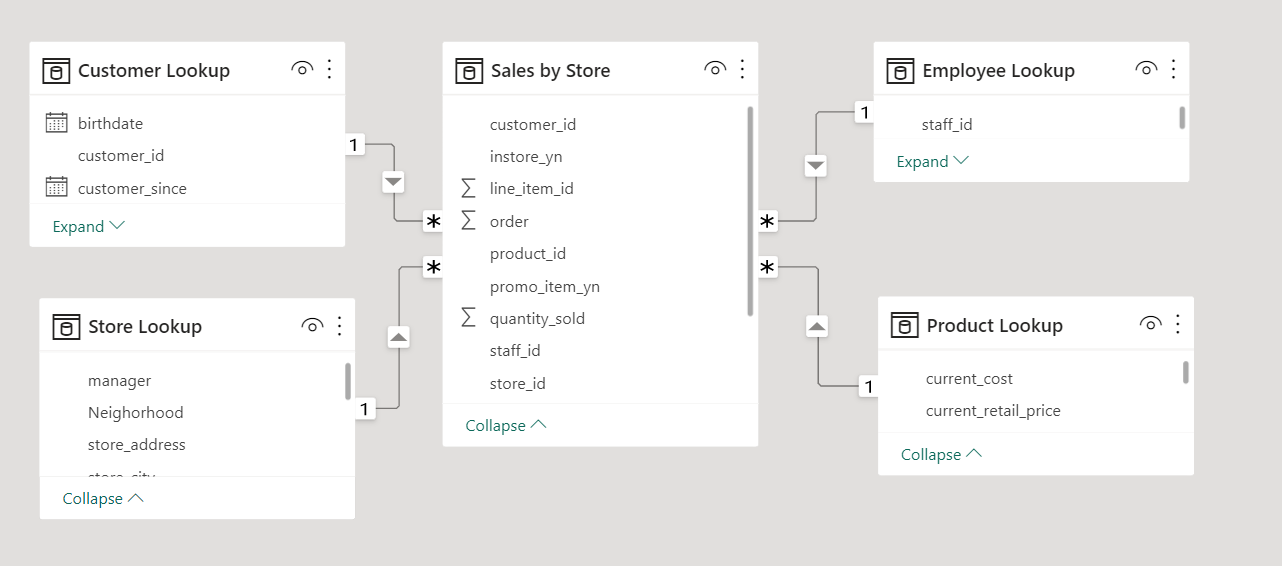 Customer Lookup
birthdate
customer_id
customer_since
Expand
1
*
Sales by Store
customer_id
instore_yn
line_item_id
order
product_id
promo_item_yn
quantity_sold
staff_id
store_id
Collapse
Employee Lookup
staff_id
Expand
1
*
Store Lookup
manager
Neighorhood
store_address
store_city
Collapse
1
*
Product Lookup
current_cost
current_retail_price
Collapse
1
*